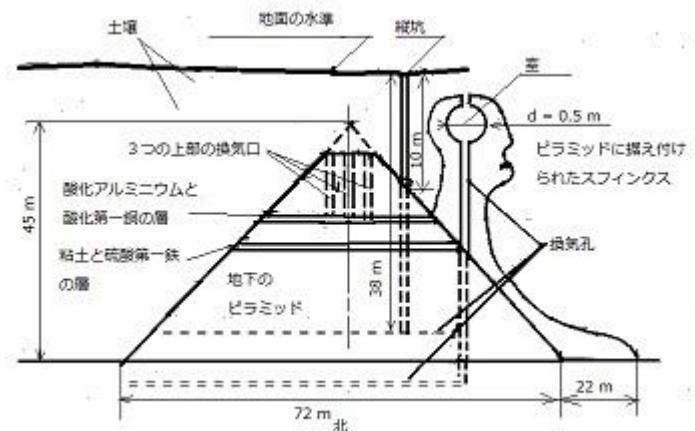 地面の水準
土壌
縦坑
室
d = 0.5 m
3つの上部の換気口
10 m
ピラミッドに据え付け
られたスフィンクス
酸化アルミニウムと
酸化第一銅の層
45 m
粘土と硫酸第一鉄
の層
換気孔
38 m
地下の
ピラミッド
22 m
72 m
北